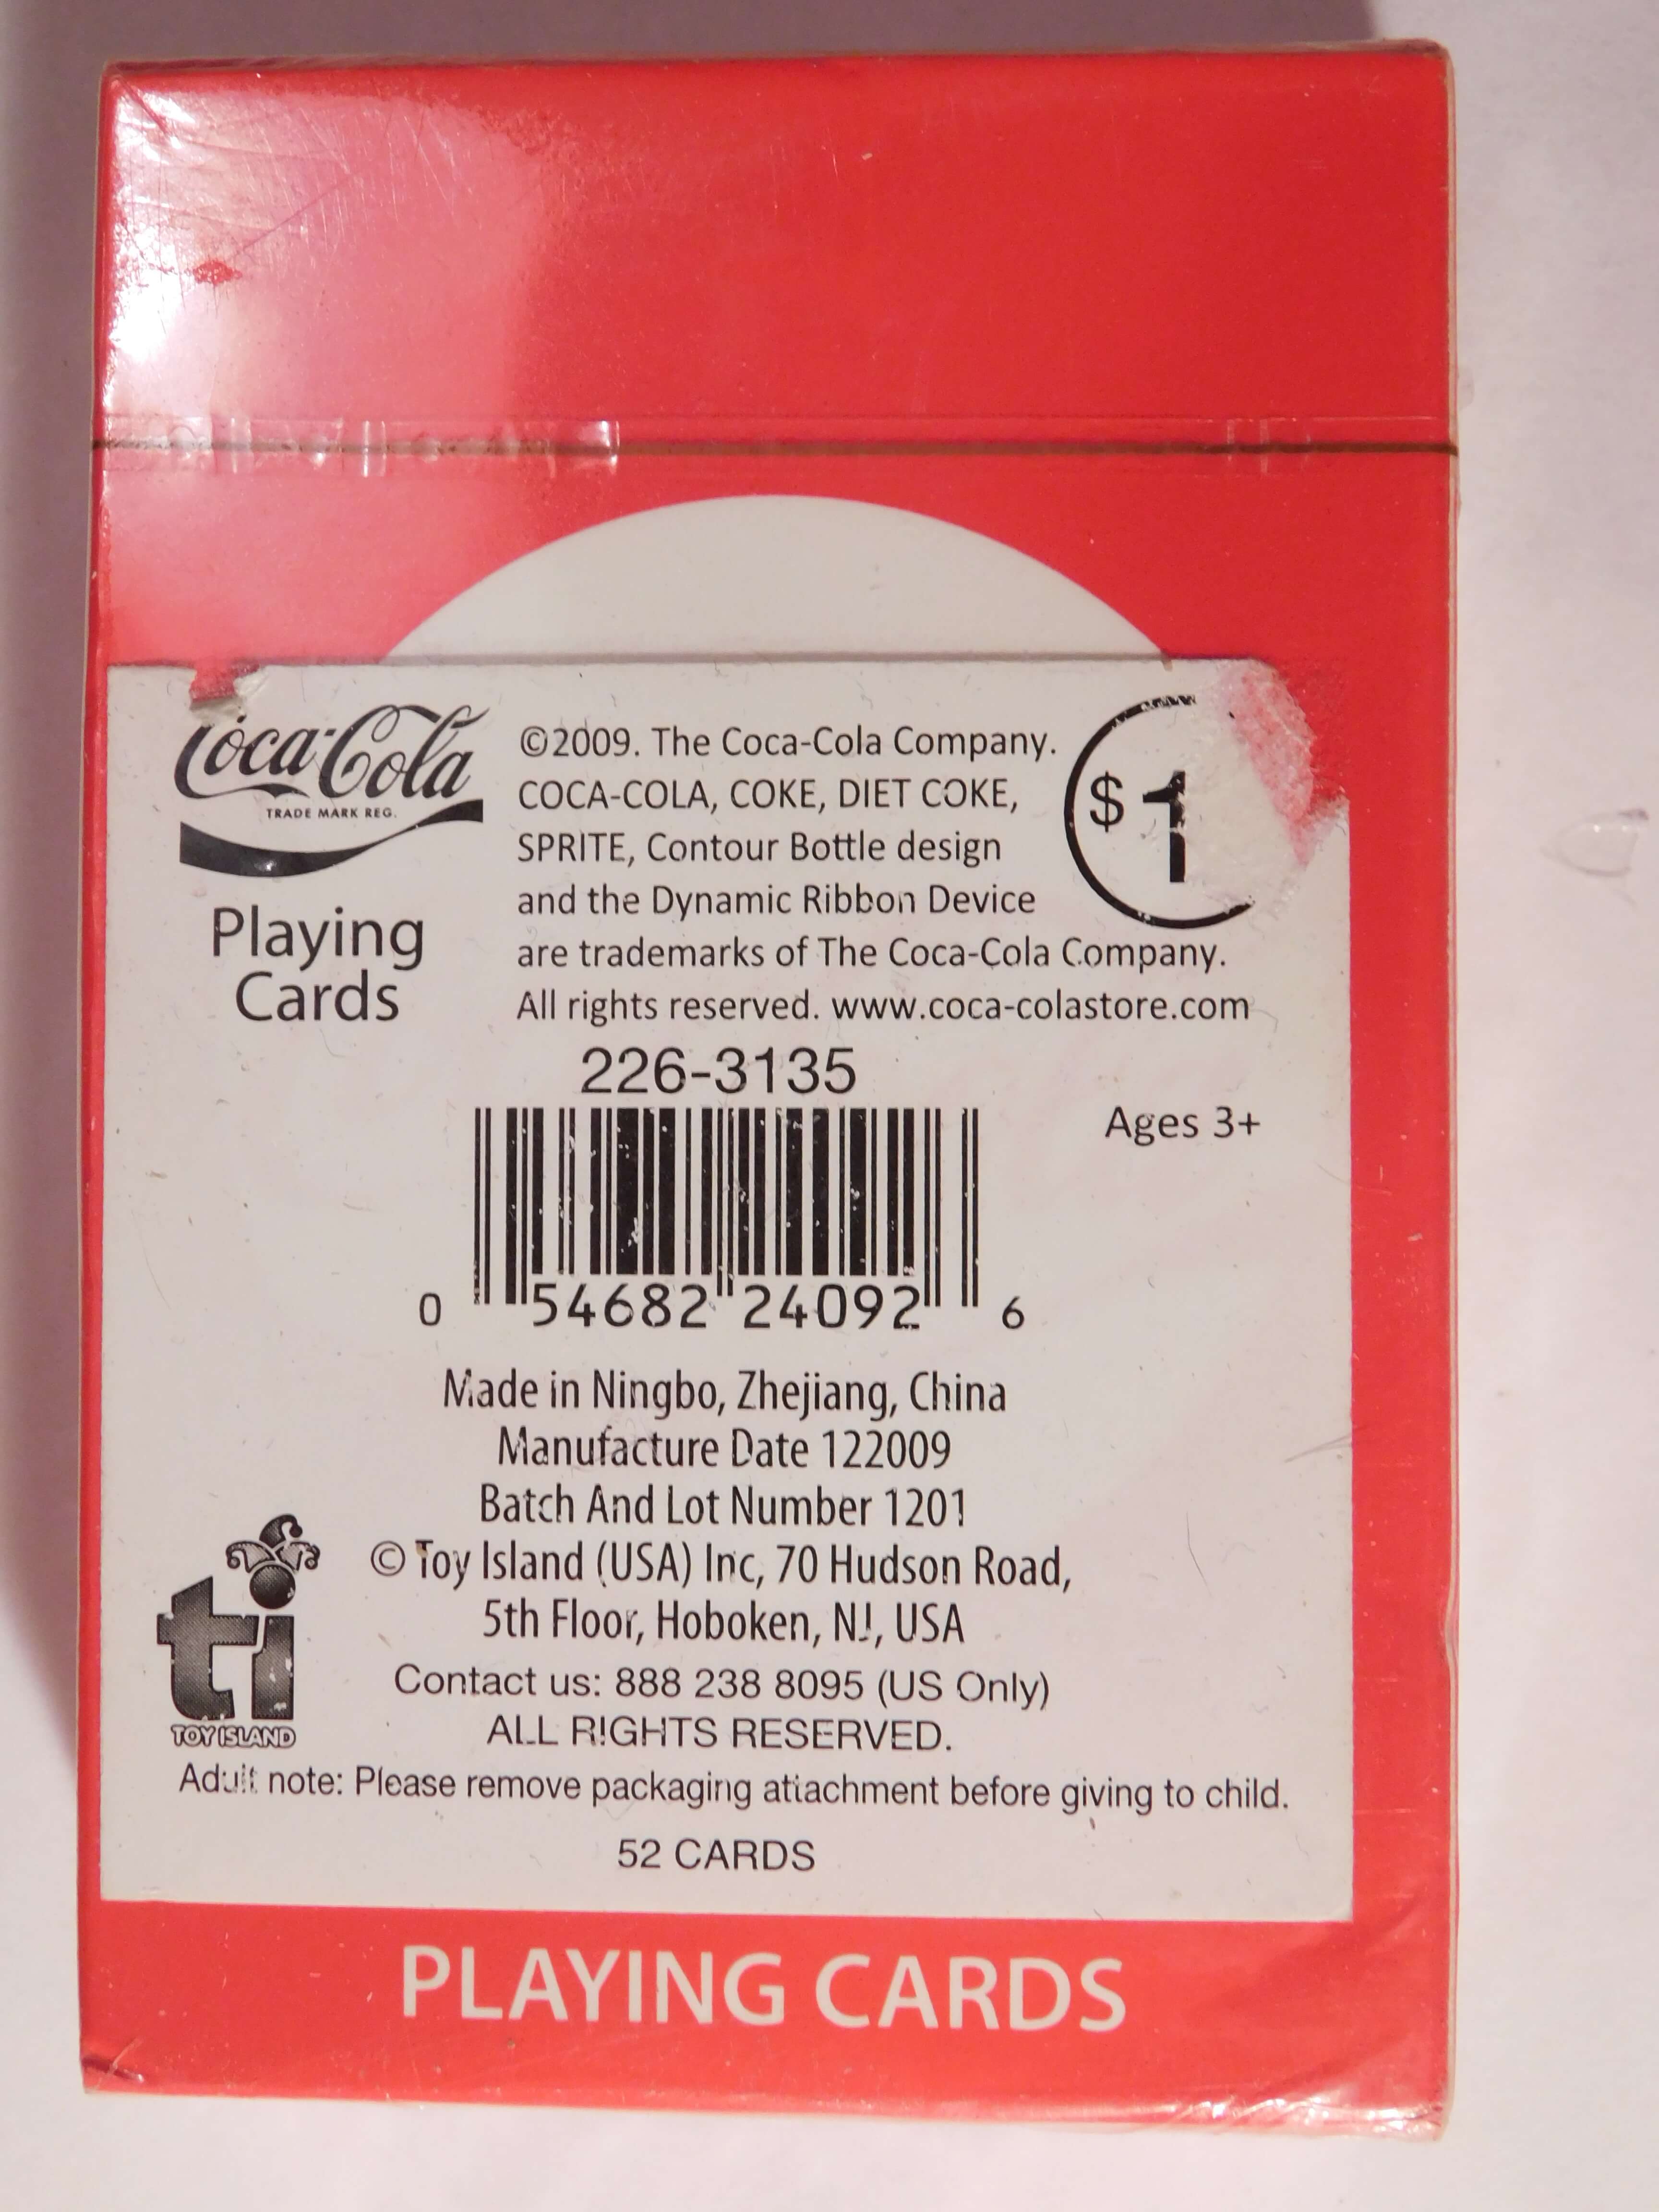 Coca-Cola
TRADE MARK REG.
Playing
Cards
©2009. The Coca-Cola Company.
COCA-COLA, COKE, DIET COKE,
SPRITE, Contour Bottle design
and the Dynamic Ribbon Device
are trademarks of The Coca-Cola Company.
All rights reserved. www.coca-colastore.com
$1
226-3135
Ages 3+
0 54682 24092 6
Made in Ningbo, Zhejiang, China
Manufacture Date 122009
Batch And Lot Number 1201
© Toy Island (USA) Inc, 70 Hudson Road,
5th Floor, Hoboken, NJ, USA
Contact us: 888 238 8095 (US Only)
ALL RIGHTS RESERVED.
ti
TOY ISLAND
Adult note: Please remove packaging attachment before giving to child.
52 CARDS
PLAYING CARDS